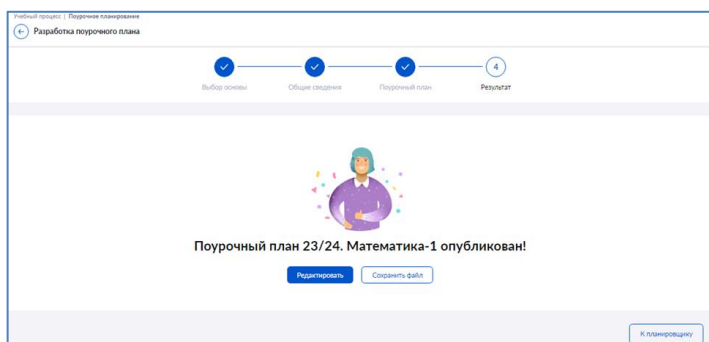 Учебный процесс | Поурочное планирование
Разработка поурочного плана
4
Выбор основы Общие сведения Поурочный план Результат
Поурочный план 23/24. Математика-1 опубликован!
Редактировать Сохранить файл
К планировщику